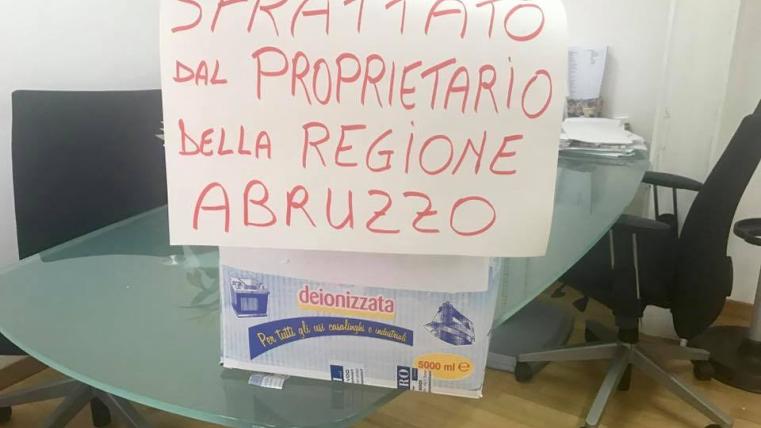 SFRATTATO
DAL PROPRIETARIO
DELLA REGIONE
ABRUZZO
deionizzata
Per tutti gli usi casalinghi e industriali
5000 ml e